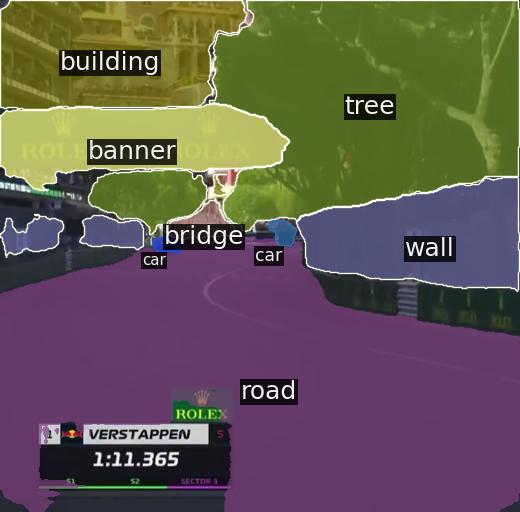 building
tree
ROLEX ROLEX
banner
bridge
wall
car
car
road
ROLEX
1 VERSTAPPEN 5
1:11.365
S1 S2 SECTOR 3